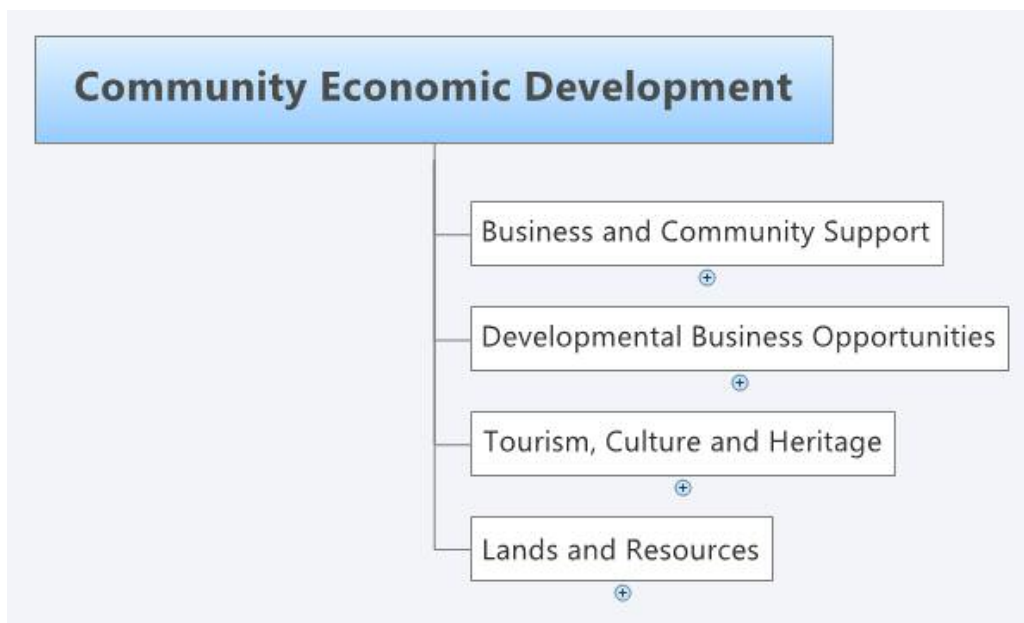 Community Economic Development
Business and Community Support
Developmental Business Opportunities
Tourism, Culture and Heritage
Lands and Resources